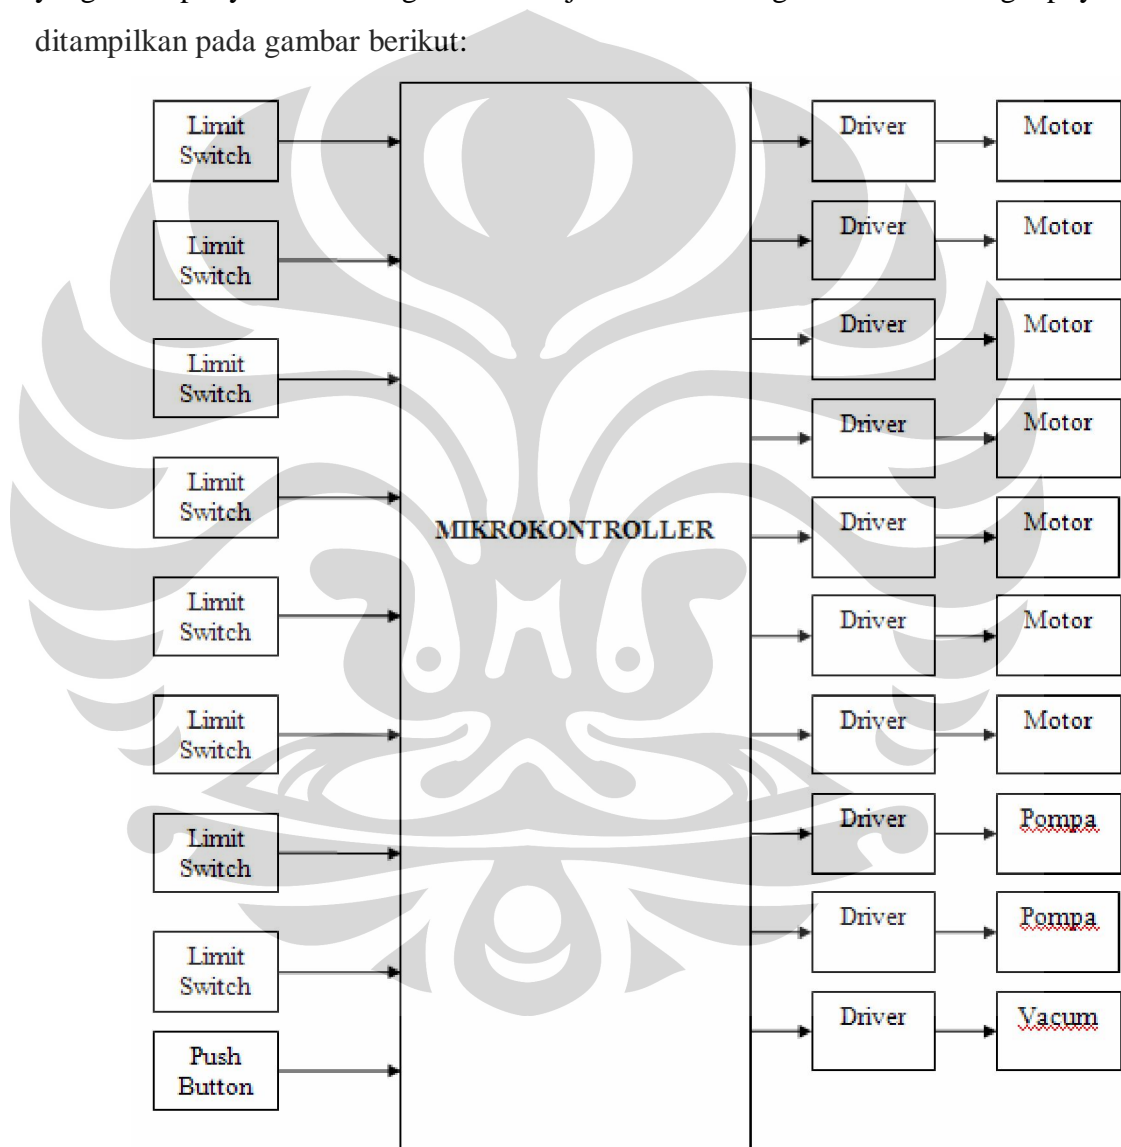 ditampilkan pada gambar berikut:
Limit
Switch
Limit
Switch
Limit
Switch
Limit
Switch
Limit
Switch
Limit
Switch
Limit
Switch
Limit
Switch
Push
Button
MIKROKONTROLLER
Driver
Motor
Driver
Motor
Driver
Motor
Driver
Motor
Driver
Motor
Driver
Motor
Driver
Motor
Driver
Pompa
Driver
Pompa
Driver
Vacum